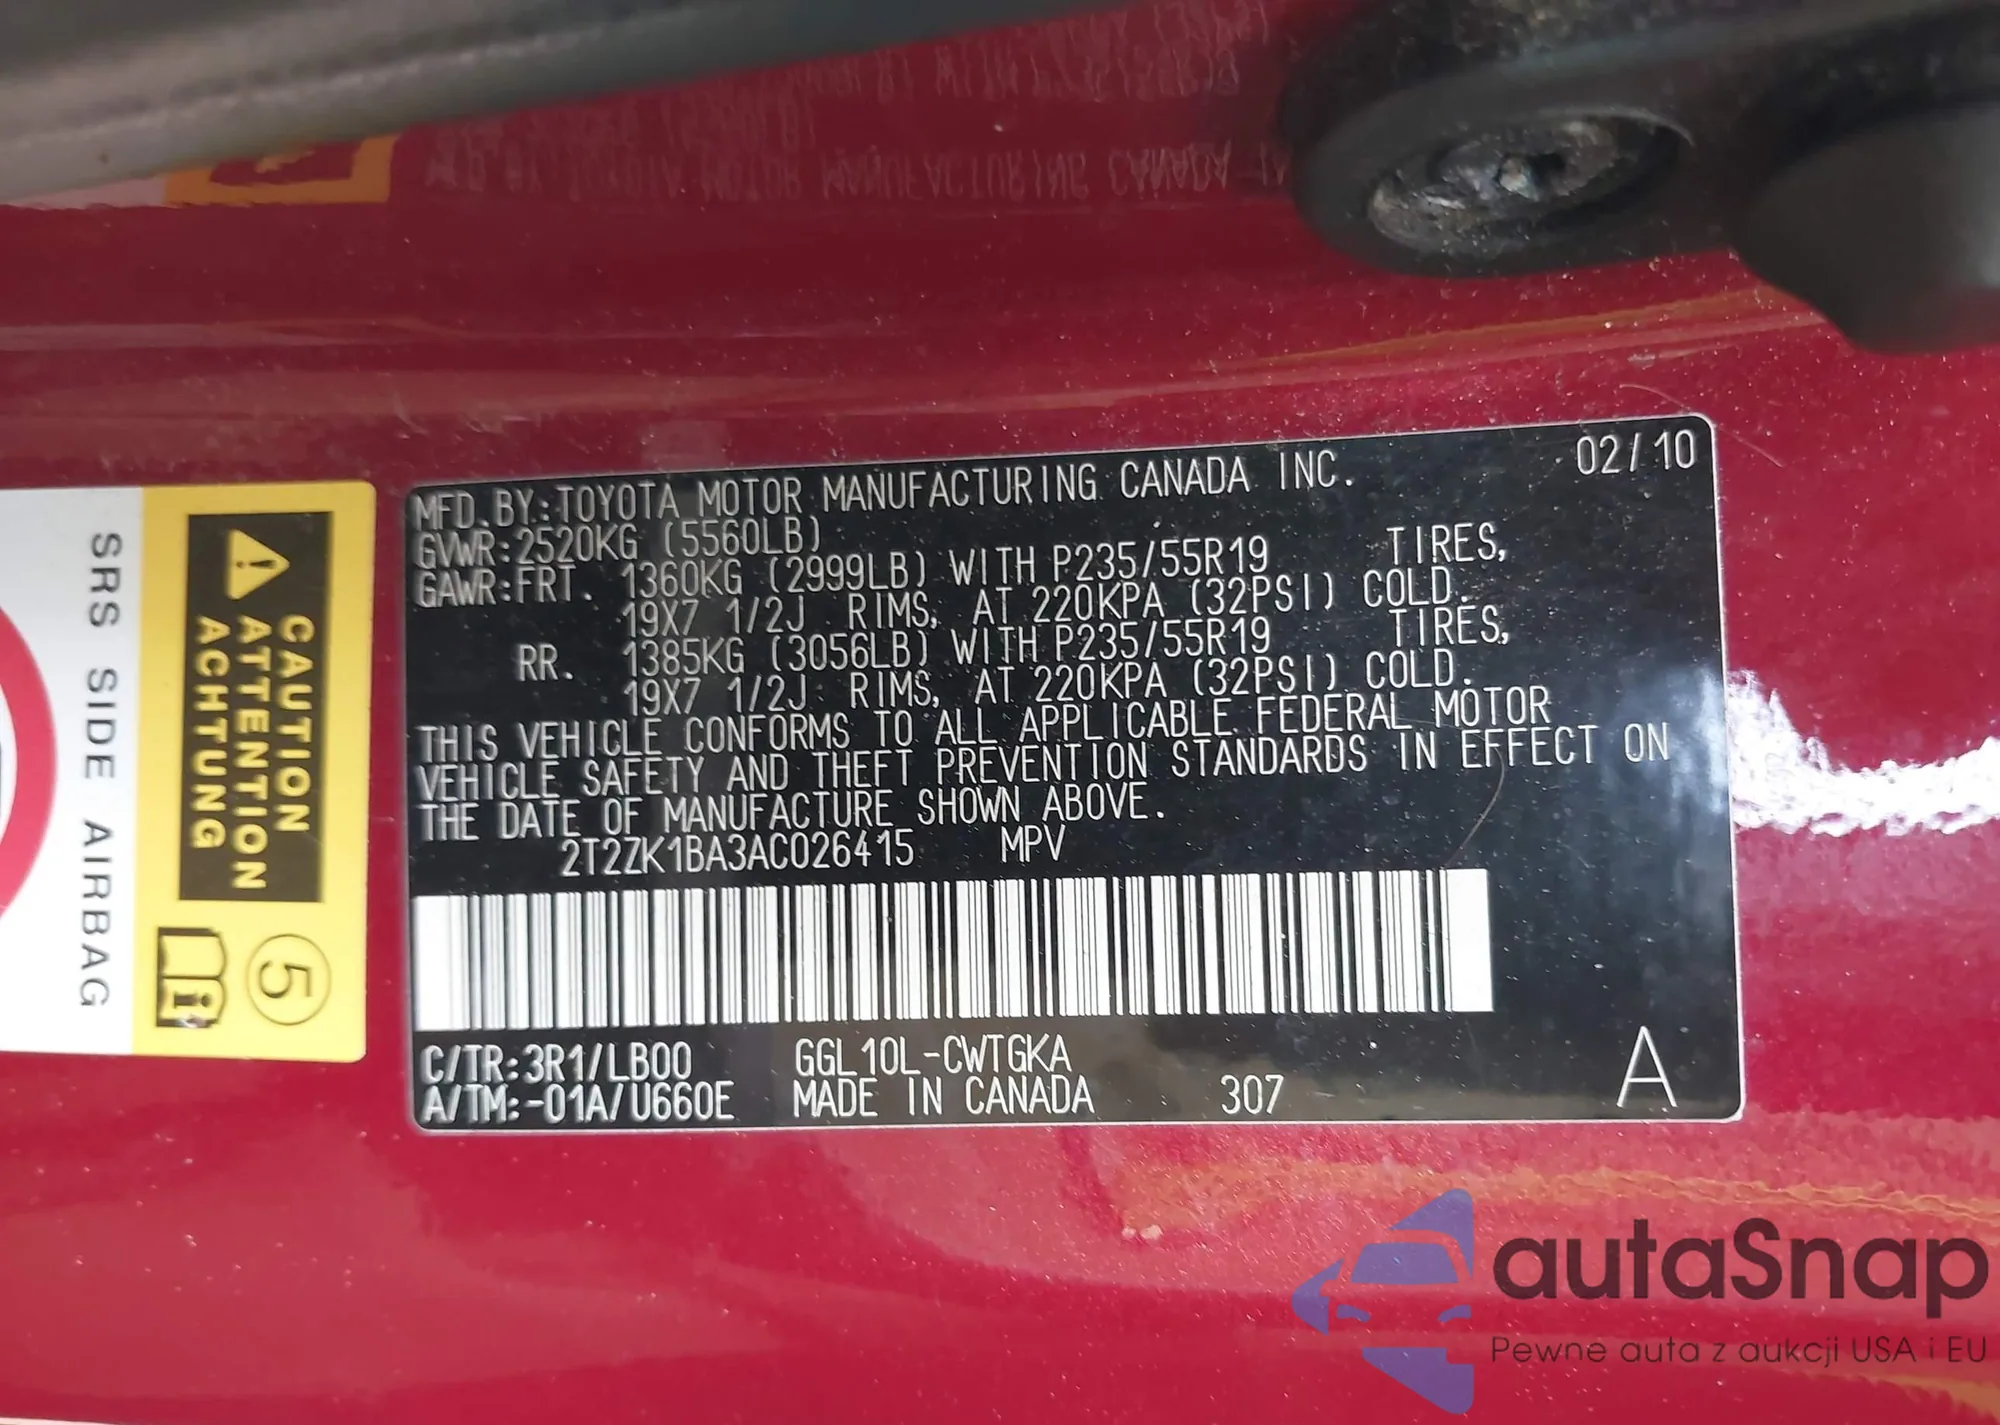 MFD. BY: TOYOTA MOTOR MANUFACTURING CANADA INC. 02/10
GVWR: 2520KG (5560LB)
GAWR: FRT. 1360KG (2999LB) WITH P235/55R19 TIRES,
19X7 1/2J RIMS, AT 220KPA (32PSI) COLD.
RR. 1385KG (3056LB) WITH P235/55R19 TIRES,
19X7 1/2J RIMS, AT 220KPA (32PSI) COLD.
THIS VEHICLE CONFORMS TO ALL APPLICABLE FEDERAL MOTOR
VEHICLE SAFETY AND THEFT PREVENTION STANDARDS IN EFFECT ON
THE DATE OF MANUFACTURE SHOWN ABOVE.
2T2ZK1BA3AC026415 MPV
C/TR: 3R1/LB00 GGL10L-CWTGKA
A/TM: -01A/U660E MADE IN CANADA 307 A
CAUTION
ATTENTION
ACHTUNG
5
SRS SIDE AIRBAG
autaSnap
Pewne auta z aukcji USA i EU